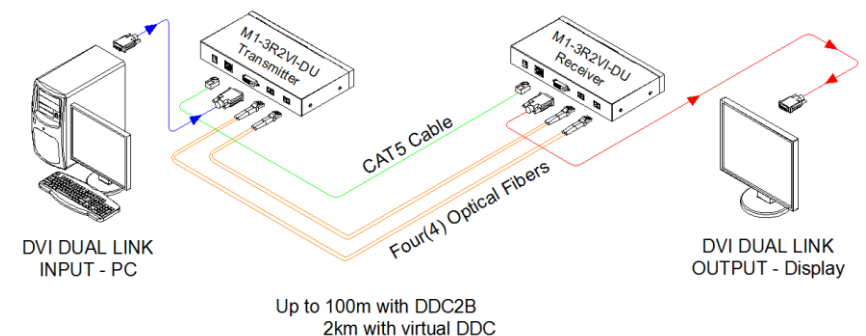 M1-3R2VI-DU
Transmitter
M1-3R2VI-DU
Receiver
CAT5 Cable
Four(4) Optical Fibers
DVI DUAL LINK
INPUT - PC
DVI DUAL LINK
OUTPUT - Display
Up to 100m with DDC2B
2km with virtual DDC